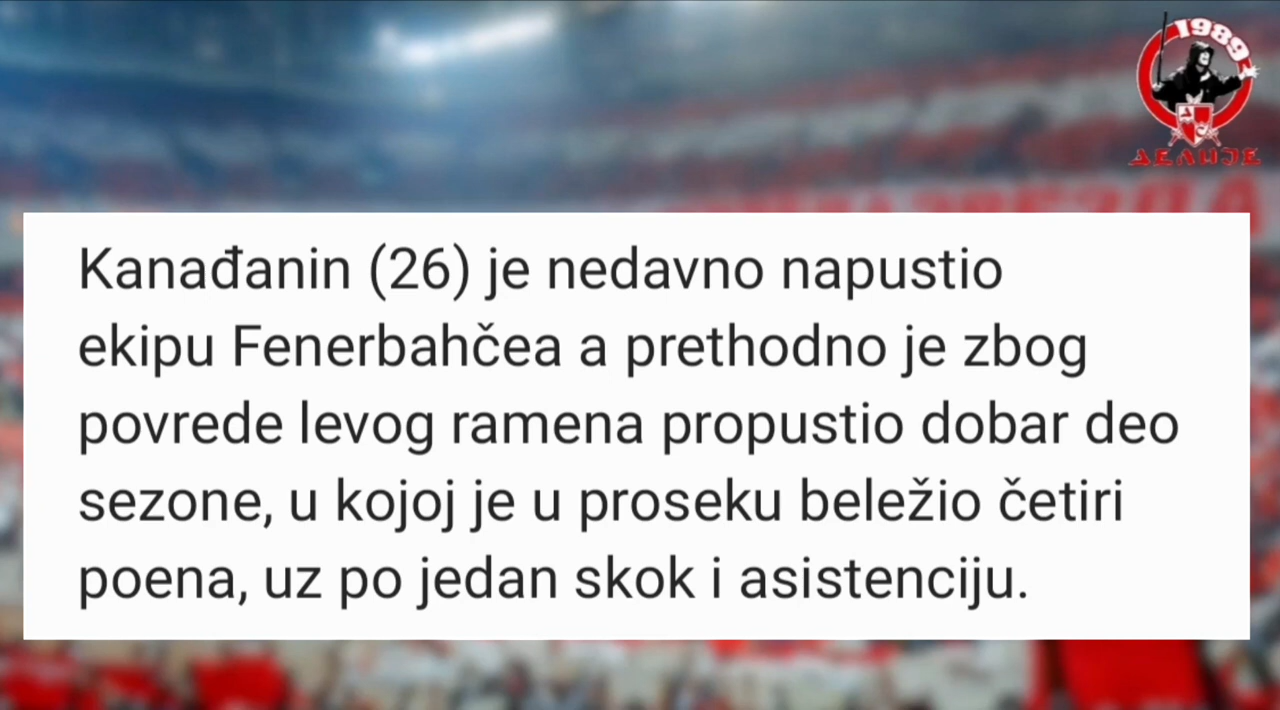 1989
ДЕЛИЈЕ
Kanađanin (26) je nedavno napustio
ekipu Fenerbahčea a prethodno je zbog
povrede levog ramena propustio dobar deo
sezone, u kojoj je u proseku beležio četiri
poena, uz po jedan skok i asistenciju.